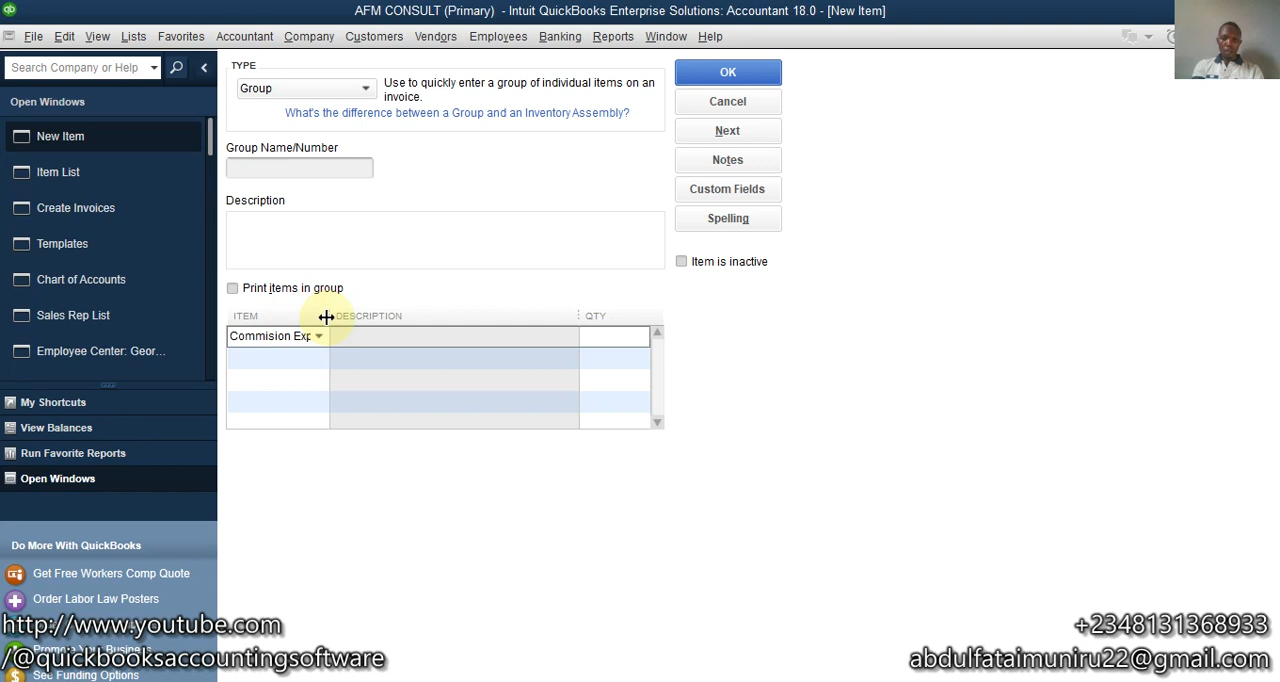 AFM CONSULT (Primary) - Intuit QuickBooks Enterprise Solutions: Accountant 18.0 - [New Item]
File Edit View Lists Favorites Accountant Company Customers Vendors Employees Banking Reports Window Help
Search Company or Help
Open Windows
New Item
Item List
Create Invoices
Templates
Chart of Accounts
Sales Rep List
Employee Center: Geor...
My Shortcuts
View Balances
Run Favorite Reports
Open Windows
Do More With QuickBooks
Get Free Workers Comp Quote
Order Labor Law Posters
Promote Your Business
See Funding Options
TYPE
Group
Use to quickly enter a group of individual items on an
invoice.
What's the difference between a Group and an Inventory Assembly?
Group Name/Number
Description
Print items in group
ITEM DESCRIPTION QTY
Commision Exp
OK
Cancel
Next
Notes
Custom Fields
Spelling
Item is inactive
http://www.youtube.com
/@quickbooksaccountingsoftware
+2348131368933
abdulfataimuniru22@gmail.com